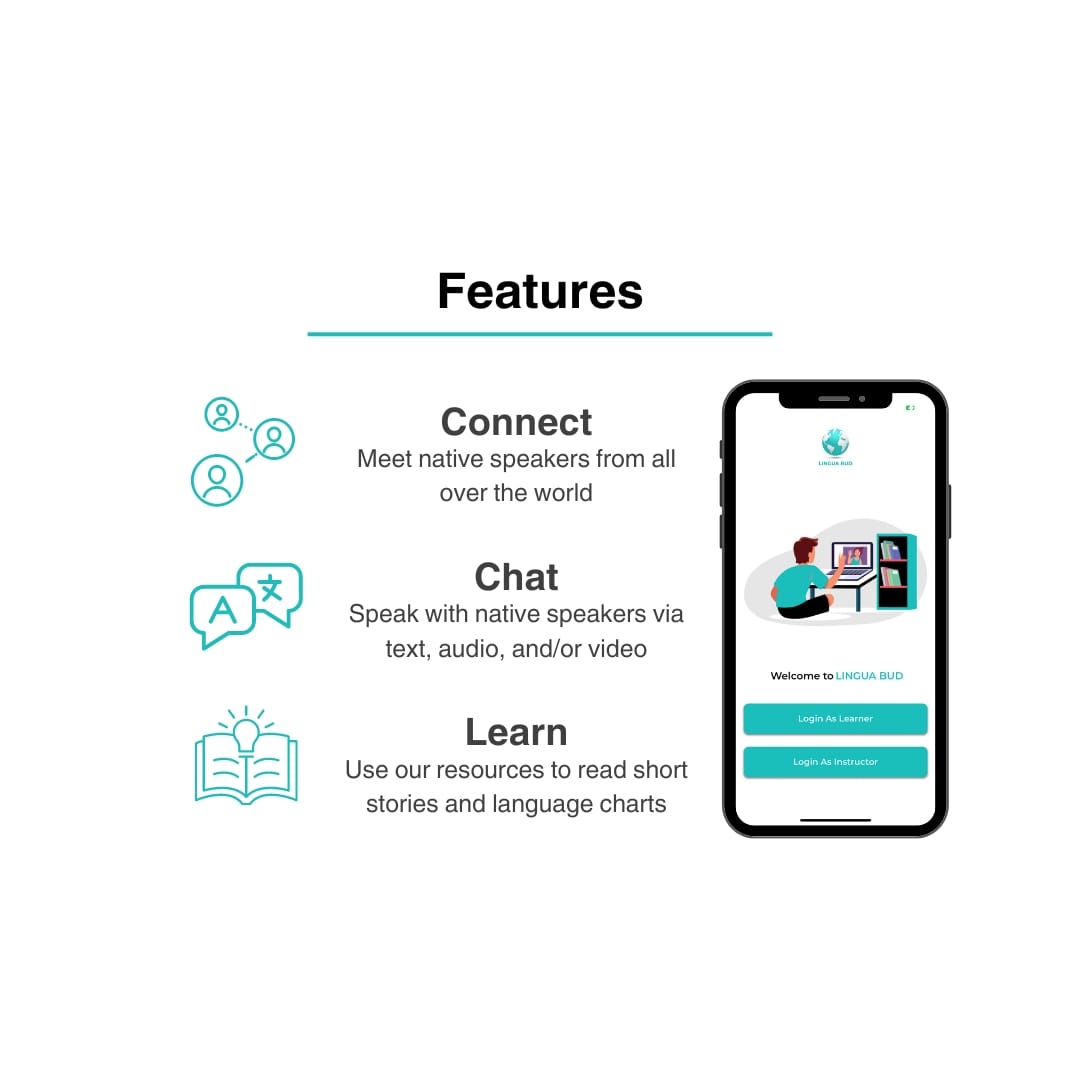 Features
Connect
Meet native speakers from all
over the world
Chat
Speak with native speakers via
text, audio, and/or video
A 文
Learn
Use our resources to read short
stories and language charts
LINGUA BUD
Welcome to LINGUA BUD
Login As Learner
Login As Instructor